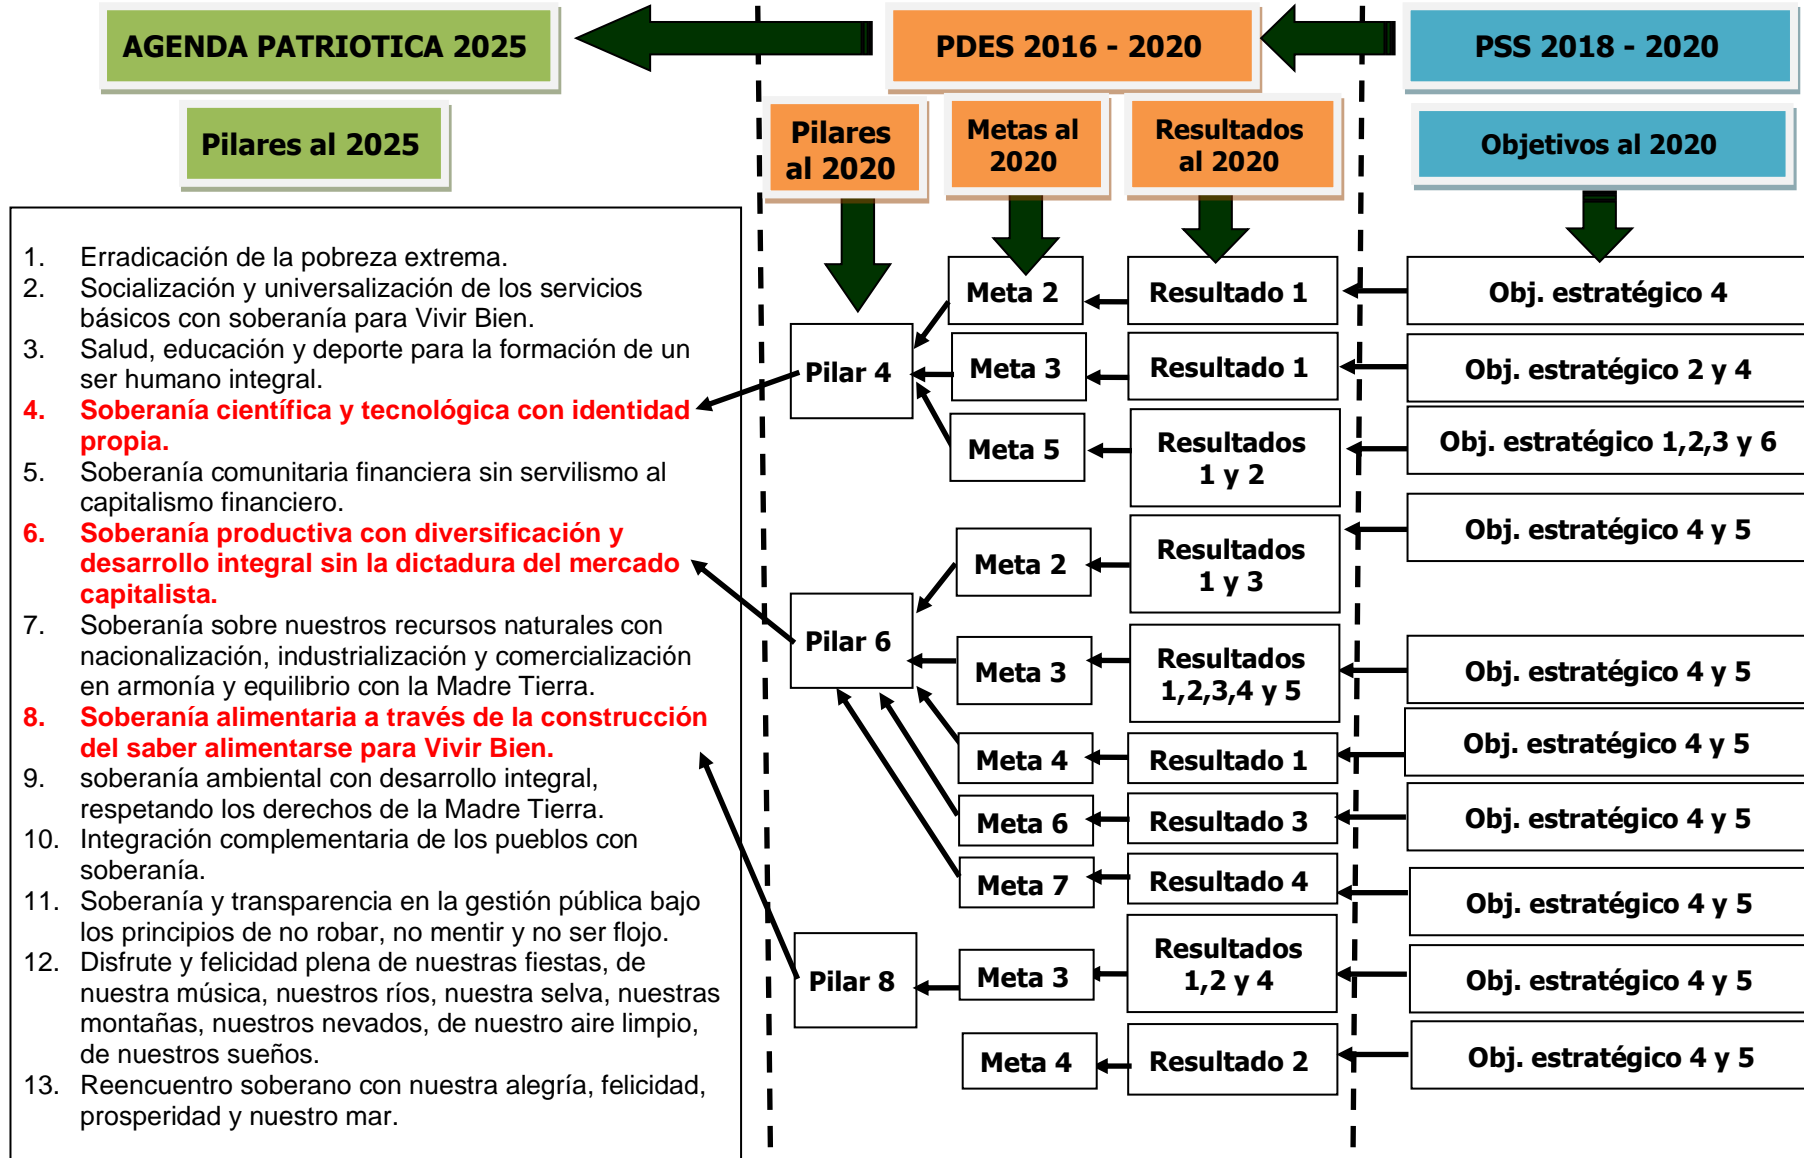 AGENDA PATRIOTICA 2025
PDES 2016 - 2020
PSS 2018 - 2020
Pilares al 2025
Pilares
al 2020
Metas al
2020
Resultados
al 2020
Objetivos al 2020
1. Erradicación de la pobreza extrema.
2. Socialización y universalización de los servicios
básicos con soberanía para Vivir Bien.
3. Salud, educación y deporte para la formación de un
ser humano integral.
4. Soberanía científica y tecnológica con identidad
propia.
5. Soberanía comunitaria financiera sin servilismo al
capitalismo financiero.
6. Soberanía productiva con diversificación y
desarrollo integral sin la dictadura del mercado
capitalista.
7. Soberanía sobre nuestros recursos naturales con
nacionalización, industrialización y comercialización
en armonía y equilibrio con la Madre Tierra.
8. Soberanía alimentaria a través de la construcción
del saber alimentarse para Vivir Bien.
9. soberanía ambiental con desarrollo integral,
respetando los derechos de la Madre Tierra.
10. Integración complementaria de los pueblos con
soberanía.
11. Soberanía y transparencia en la gestión pública bajo
los principios de no robar, no mentir y no ser flojo.
12. Disfrute y felicidad plena de nuestras fiestas, de
nuestra música, nuestros ríos, nuestra selva, nuestras
montañas, nuestros nevados, de nuestro aire limpio,
de nuestros sueños.
13. Reencuentro soberano con nuestra alegría, felicidad,
prosperidad y nuestro mar.
Pilar 4
Meta 2
Resultado 1
Obj. estratégico 4
Meta 3
Resultado 1
Obj. estratégico 2 y 4
Meta 5
Resultados
1 y 2
Obj. estratégico 1,2,3 y 6
Pilar 6
Meta 2
Resultados
1 y 3
Obj. estratégico 4 y 5
Meta 3
Resultados
1,2,3,4 y 5
Obj. estratégico 4 y 5
Meta 4
Resultado 1
Obj. estratégico 4 y 5
Meta 6
Resultado 3
Obj. estratégico 4 y 5
Meta 7
Resultado 4
Obj. estratégico 4 y 5
Pilar 8
Meta 3
Resultados
1,2 y 4
Obj. estratégico 4 y 5
Meta 4
Resultado 2
Obj. estratégico 4 y 5